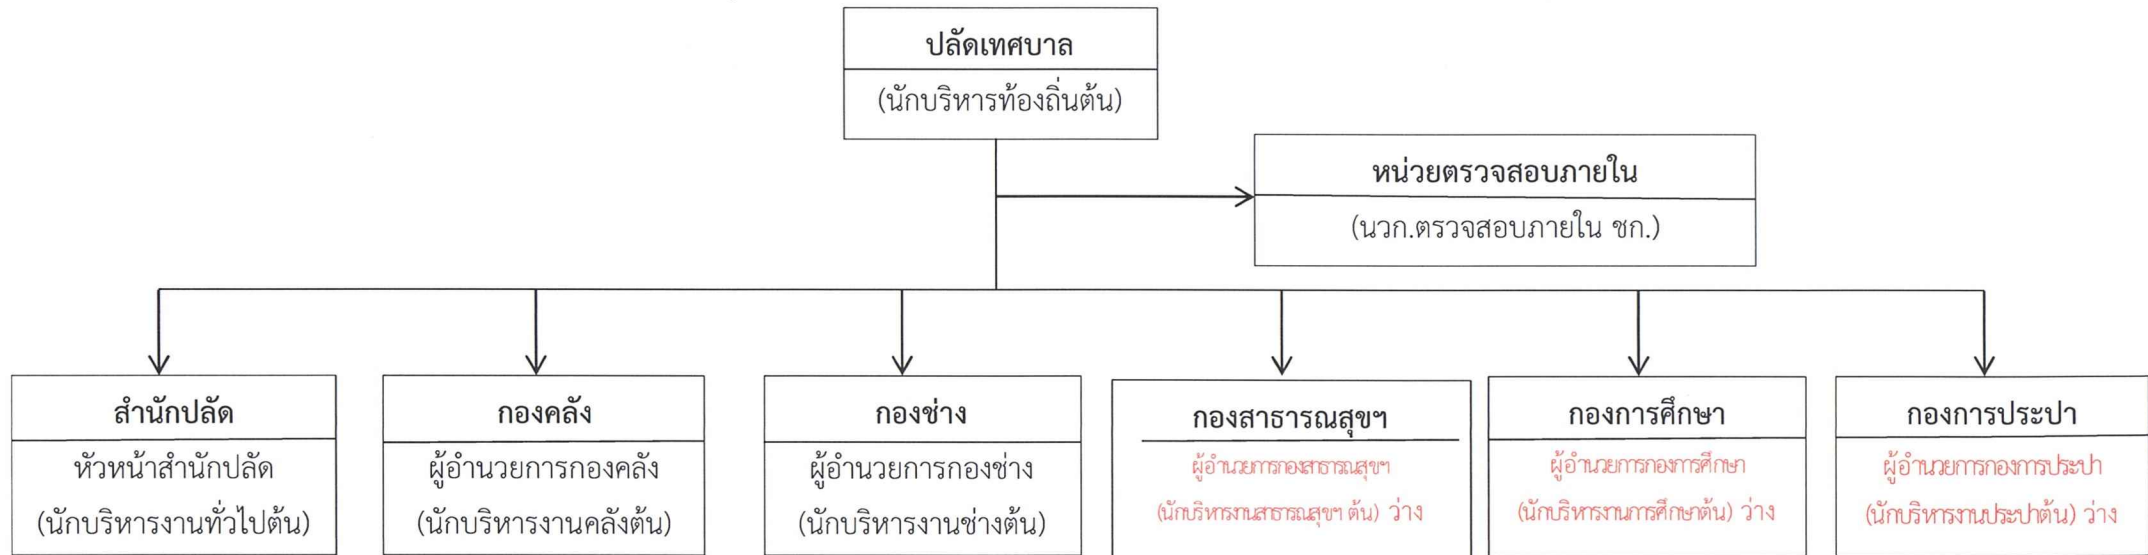 ปลัดเทศบาล
(นักบริหารท้องถิ่นต้น)
หน่วยตรวจสอบภายใน
(นวก.ตรวจสอบภายใน ชก.)
สำนักปลัด
หัวหน้าสำนักปลัด
(นักบริหารงานทั่วไปต้น)
กองคลัง
ผู้อำนวยการกองคลัง
(นักบริหารงานคลังต้น)
กองช่าง
ผู้อำนวยการกองช่าง
(นักบริหารงานช่างต้น)
กองสาธารณสุขฯ
ผู้อำนวยการกองสาธารณสุขฯ
(นักบริหารงานสาธารณสุขฯ ต้น) ว่าง
กองการศึกษา
ผู้อำนวยการกองการศึกษา
(นักบริหารงานการศึกษาต้น) ว่าง
กองการประปา
ผู้อำนวยการกองการประปา
(นักบริหารงานประปาต้น) ว่าง